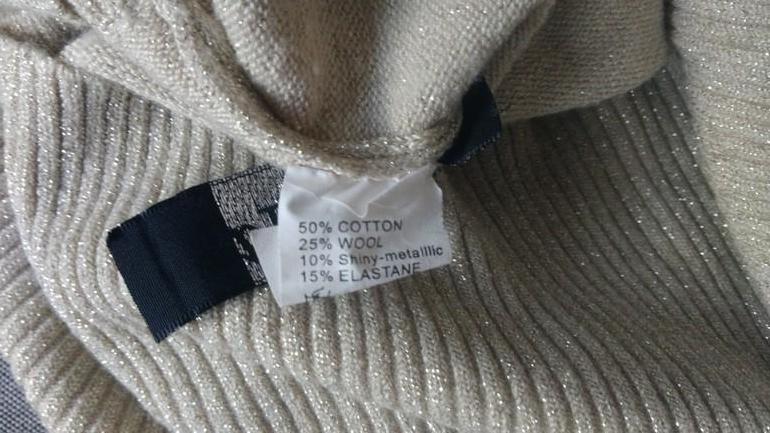 50% COTTON
25% WOOL
10% Shiny-metalllic
15% ELASTANE